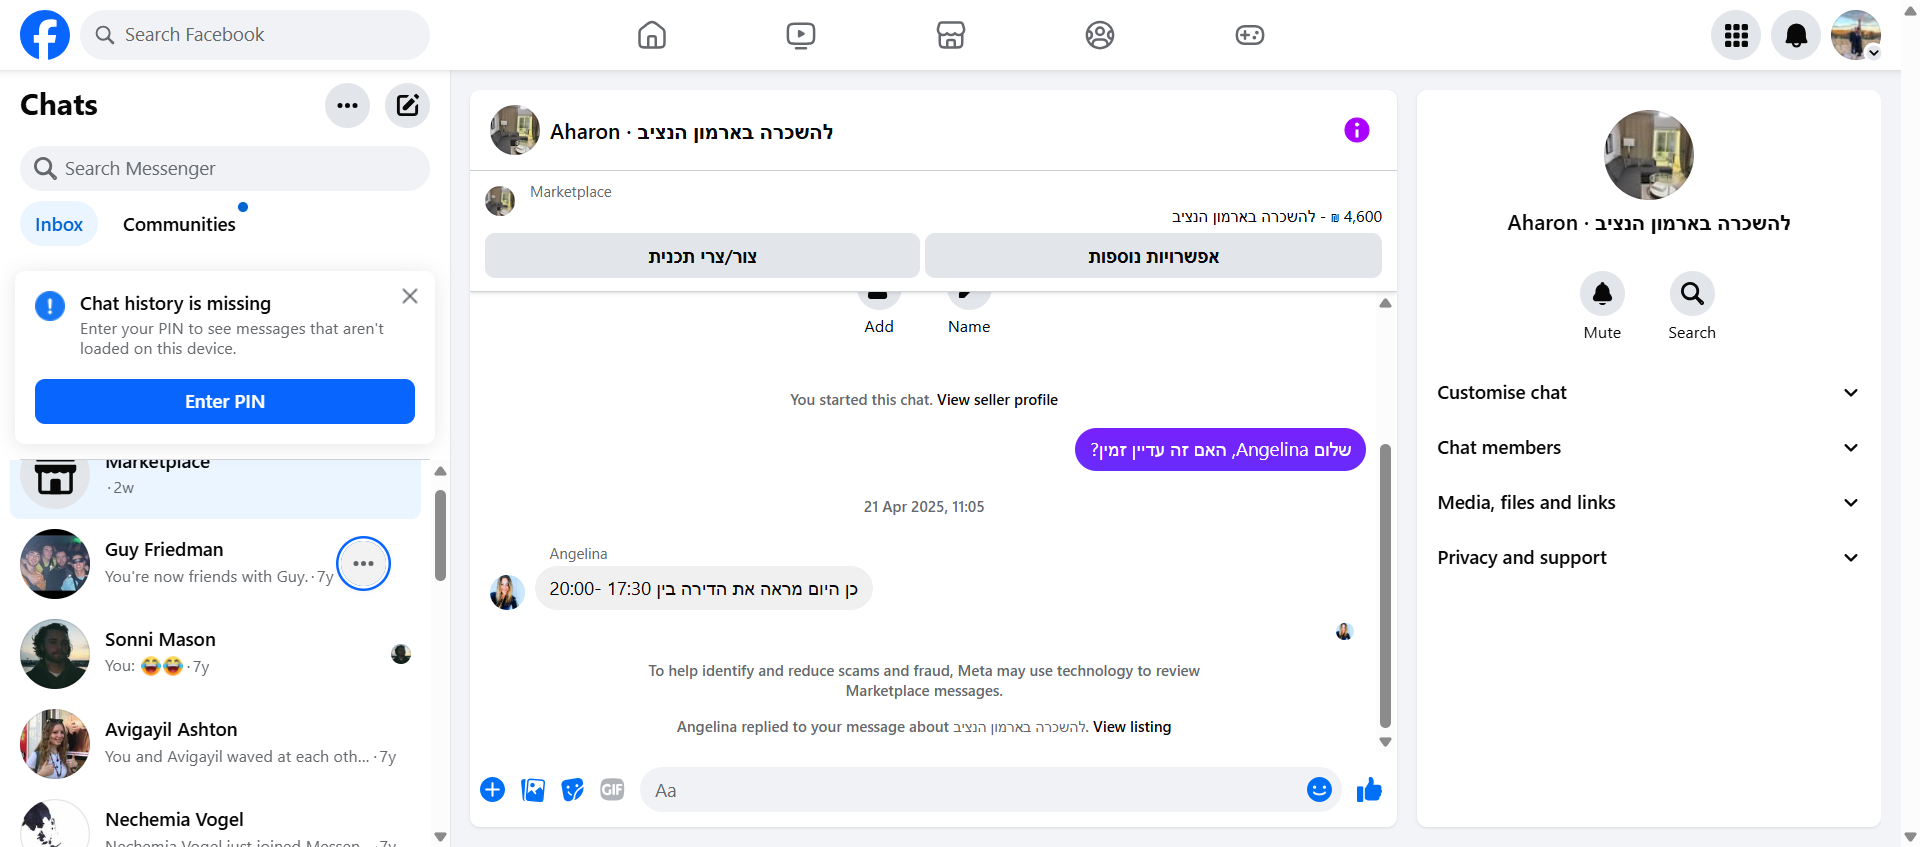 Search Facebook
Chats
Search Messenger
Inbox
Communities
Chat history is missing
Enter your PIN to see messages that aren't
loaded on this device.
Enter PIN
Marketplace
· 2w
Guy Friedman
You're now friends with Guy. · 7y
Sonni Mason
You: 😂😂 · 7y
Avigayil Ashton
You and Avigayil waved at each oth... · 7y
Nechemia Vogel
Nechemia Vogel just joined Messen... · 7y
Aharon · להשכרה בארמון הנציב
Marketplace
4,600 ₪ - להשכרה בארמון הנציב
צור/צרי תכנית
אפשרויות נוספות
Add
Name
You started this chat. View seller profile
שלום Angelina, האם זה עדיין זמין?
21 Apr 2025, 11:05
Angelina
כן היום מראה את הדירה בין 17:30 -20:00
To help identify and reduce scams and fraud, Meta may use technology to review
Marketplace messages.
Angelina replied to your message about להשכרה בארמון הנציב. View listing
GIF
Aa
Aharon · להשכרה בארמון הנציב
Mute
Search
Customise chat
Chat members
Media, files and links
Privacy and support